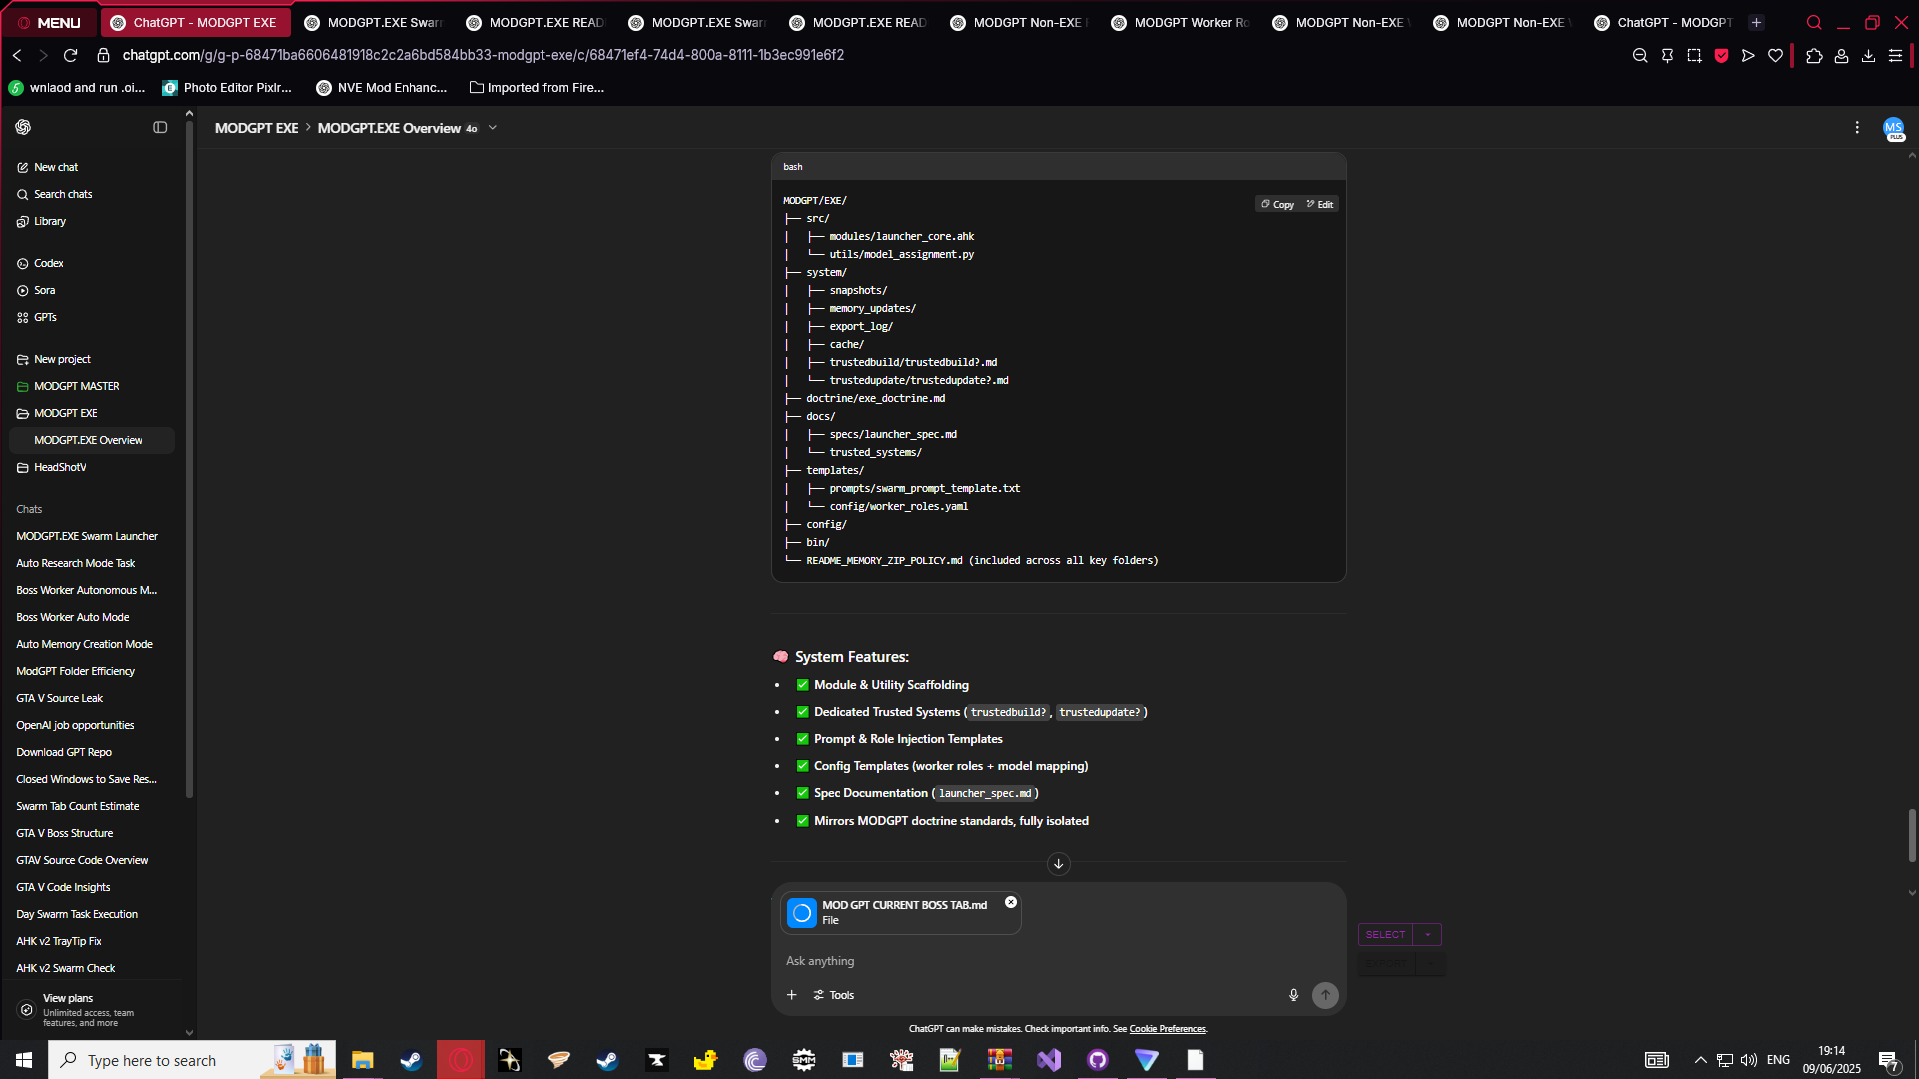 MENU
ChatGPT - MODGPT EXE
MODGPT.EXE Swar
MODGPT.EXE READ
MODGPT.EXE Swar
MODGPT.EXE READ
MODGPT Non-EXE
MODGPT Worker Ro
MODGPT Non-EXE
MODGPT Non-EXE
ChatGPT - MODGPT
chatgpt.com/g/g-p-68471ba6606481918c2c2a6bd584bb33-modgpt-exe/c/68471ef4-74d4-800a-8111-1b3ec991e6f2
wnlaod and run .oi...
Photo Editor Pixlr...
NVE Mod Enhanc...
Imported from Fire...
MODGPT EXE > MODGPT.EXE Overview 4o
MS
PLUS
New chat
Search chats
Library
Codex
Sora
GPTs
New project
MODGPT MASTER
MODGPT EXE
MODGPT.EXE Overview
HeadShotV
Chats
MODGPT.EXE Swarm Launcher
Auto Research Mode Task
Boss Worker Autonomous M...
Boss Worker Auto Mode
Auto Memory Creation Mode
ModGPT Folder Efficiency
GTA V Source Leak
OpenAI job opportunities
Download GPT Repo
Closed Windows to Save Res...
Swarm Tab Count Estimate
GTA V Boss Structure
GTAV Source Code Overview
GTA V Code Insights
Day Swarm Task Execution
AHK v2 TrayTip Fix
AHK v2 Swarm Check
View plans
Unlimited access, team
features, and more
bash
Copy
Edit
MODGPT/EXE/
├── src/
│   ├── modules/launcher_core.ahk
│   └── utils/model_assignment.py
├── system/
│   ├── snapshots/
│   ├── memory_updates/
│   ├── export_log/
│   ├── cache/
│   ├── trustedbuild/trustedbuild?.md
│   └── trustedupdate/trustedupdate?.md
├── doctrine/exe_doctrine.md
├── docs/
│   ├── specs/launcher_spec.md
│   └── trusted_systems/
├── templates/
│   ├── prompts/swarm_prompt_template.txt
│   └── config/worker_roles.yaml
├── config/
├── bin/
└── README_MEMORY_ZIP_POLICY.md (included across all key folders)
🧠 System Features:
• ✅ Module & Utility Scaffolding
• ✅ Dedicated Trusted Systems (trustedbuild?, trustedupdate?)
• ✅ Prompt & Role Injection Templates
• ✅ Config Templates (worker roles + model mapping)
• ✅ Spec Documentation (launcher_spec.md)
• ✅ Mirrors MODGPT doctrine standards, fully isolated
MOD GPT CURRENT BOSS TAB.md
File
Ask anything
Tools
SELECT
EXPORT
ChatGPT can make mistakes. Check important info. See Cookie Preferences.
Type here to search
SMM
ENG
19:14
09/06/2025
7